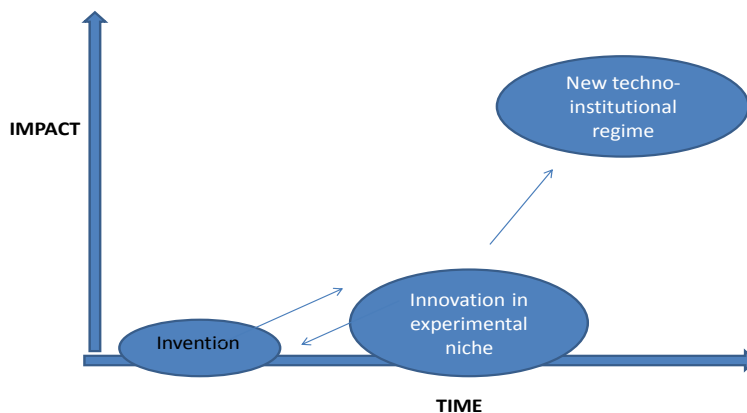 New techno-
institutional
regime
IMPACT
Innovation in
experimental
niche
Invention
TIME